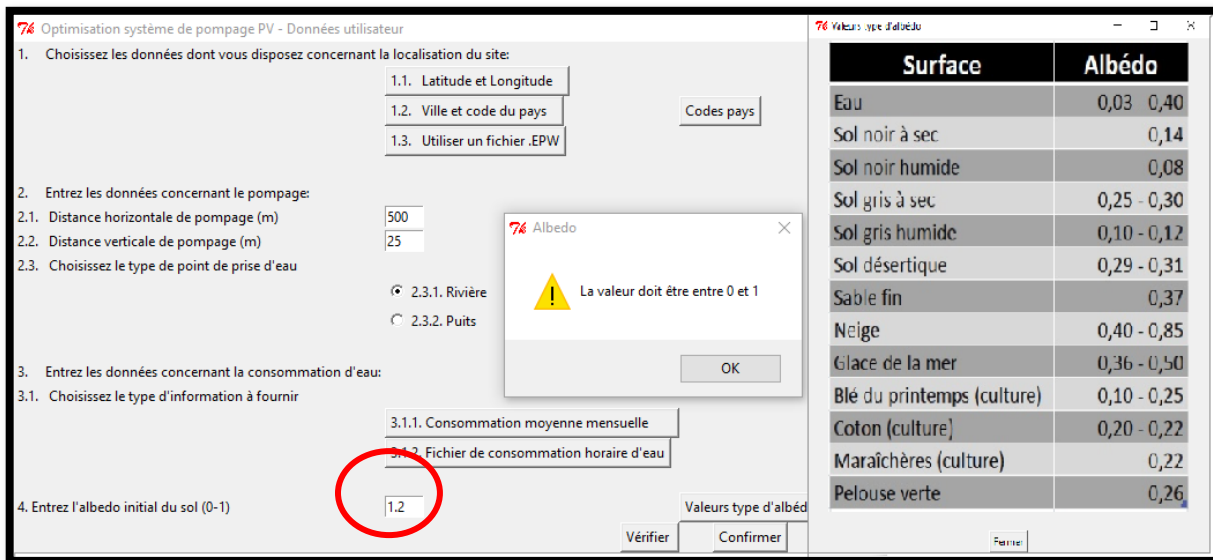 Optimisation système de pompage PV - Données utilisateur
1. Choisissez les données dont vous disposez concernant la localisation du site:
1.1. Latitude et Longitude
1.2. Ville et code du pays
Codes pays
1.3. Utiliser un fichier .EPW
2. Entrez les données concernant le pompage:
2.1. Distance horizontale de pompage (m) 500
2.2. Distance verticale de pompage (m) 25
2.3. Choisissez le type de point de prise d'eau
2.3.1. Rivière
2.3.2. Puits
3. Entrez les données concernant la consommation d'eau:
3.1. Choisissez le type d'information à fournir
3.1.1. Consommation moyenne mensuelle
3.1.2. Fichier de consommation horaire d'eau
4. Entrez l'albedo initial du sol (0-1) 1.2
Valeurs type d'albéd
Vérifier
Confirmer
Albedo
La valeur doit être entre 0 et 1
OK
Valeurs type d'albédo
Surface Albédo
Eau 0,03 0,40
Sol noir à sec 0,14
Sol noir humide 0,08
Sol gris à sec 0,25 - 0,30
Sol gris humide 0,10 - 0,12
Sol désertique 0,29 - 0,31
Sable fin 0,37
Neige 0,40 - 0,85
Glace de la mer 0,36 - 0,50
Blé du printemps (culture) 0,10 - 0,25
Coton (culture) 0,20 - 0,22
Maraîchères (culture) 0,22
Pelouse verte 0,26
Fermer